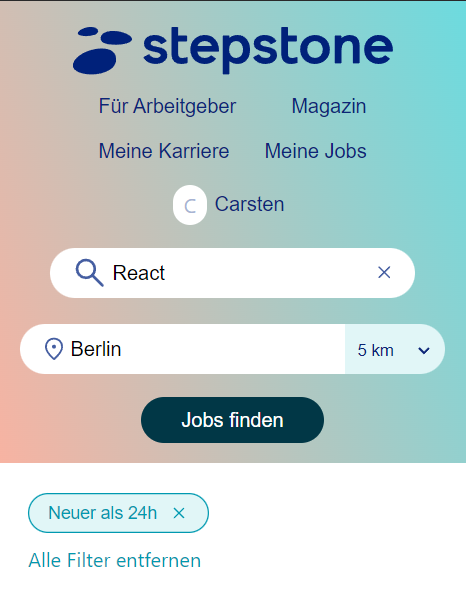 stepstone
Für Arbeitgeber Magazin
Meine Karriere Meine Jobs
C Carsten
React
Berlin 5 km
Jobs finden
Neuer als 24h
Alle Filter entfernen